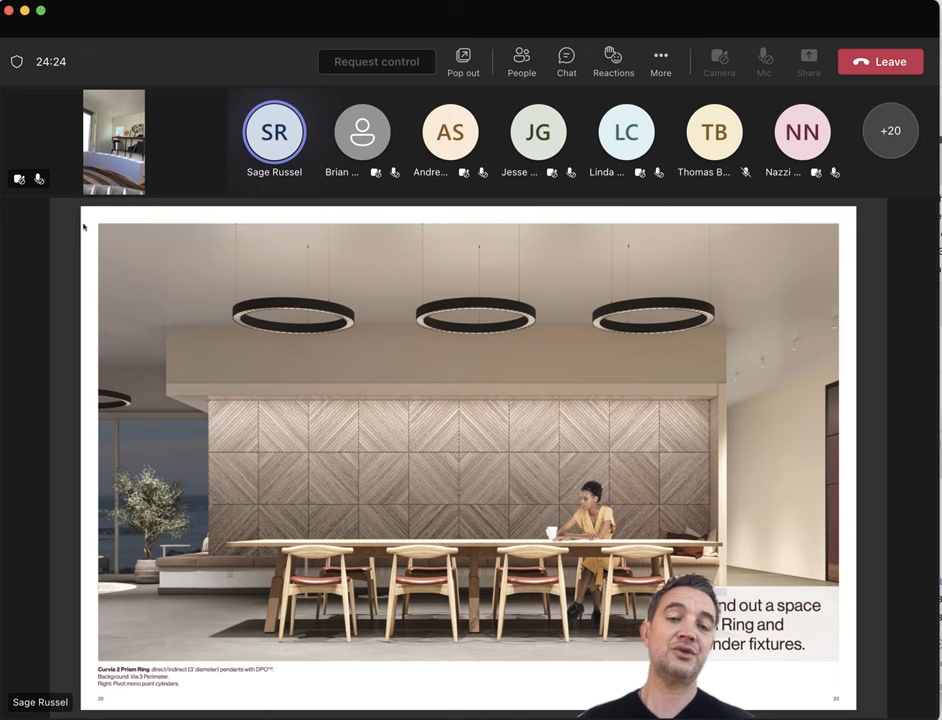 24:24
Request control
Pop out
People
Chat
Reactions
More
Camera
Mic
Share
Leave
SR
AS
JG
LC
TB
NN
+20
Sage Russel
Brian ...
Andre...
Jesse ...
Linda ...
Thomas B...
Nazzi ...
nd out a space
Ring and
nder fixtures.
Curvia 2 Prism Ring direct/indirect (3' diameter) pendants with DPO™.
Background: Via 3 Perimeter.
Right: Pivot mono point cylinders.
22
23
Sage Russel